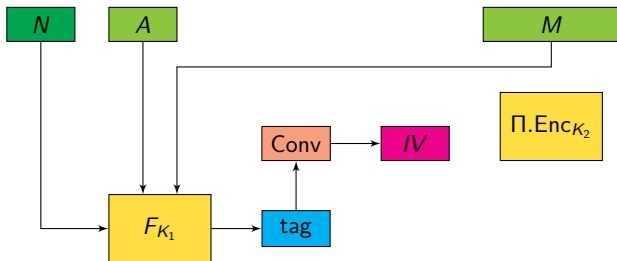 N A M
Π.Enc_{K_2}
Conv IV
F_{K_1} tag